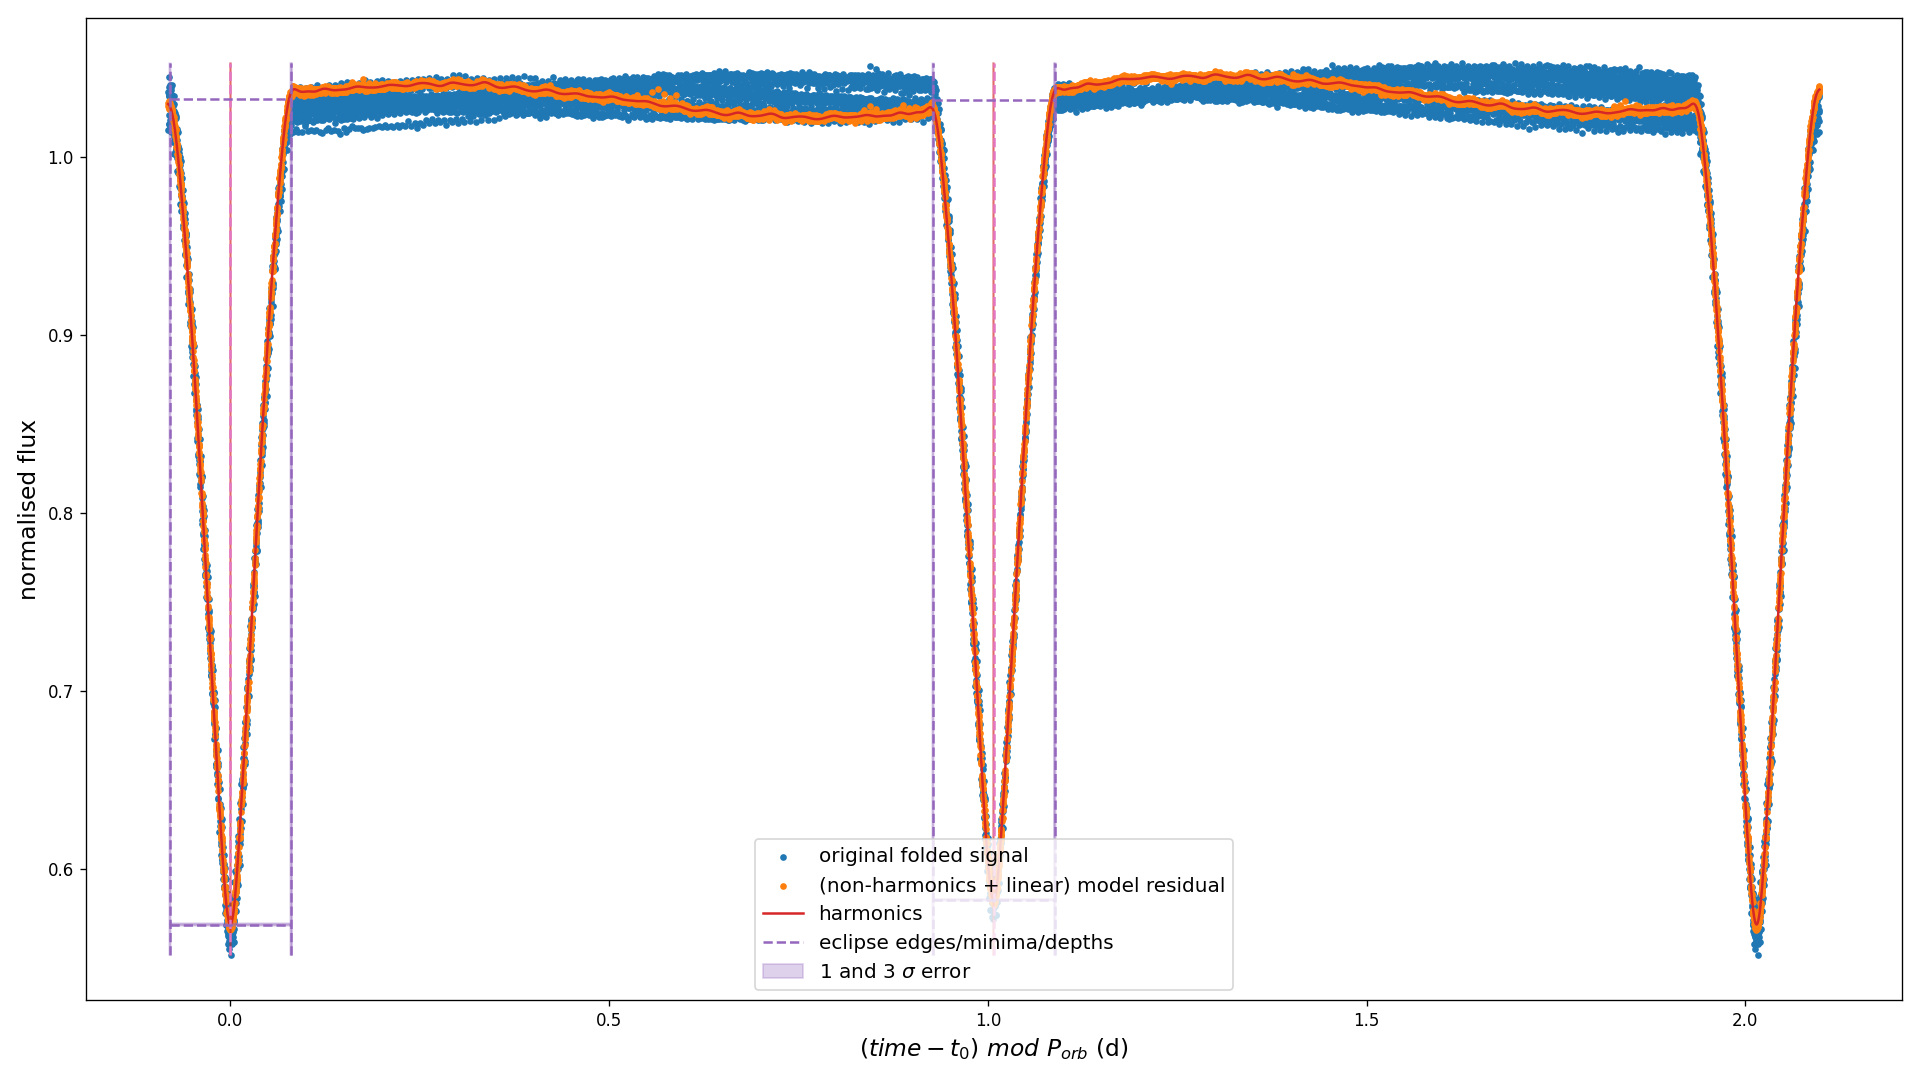 normalised flux
1.0
0.9
0.8
0.7
0.6
original folded signal
(non-harmonics + linear) model residual
harmonics
eclipse edges/minima/depths
1 and 3 σ error
0.0
0.5
1.0
1.5
2.0
(time − t₀) mod Pₒᵣb (d)